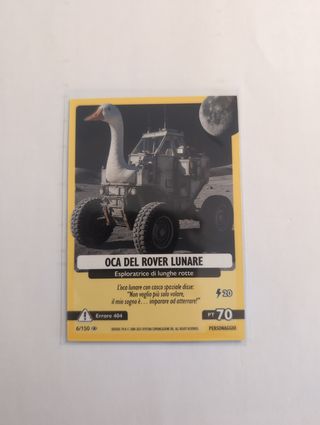 OCA DEL ROVER LUNARE
Esploratrice di lunghe rotte
L'oca lunare con casco spaziale disse:
"Non voglio più solo volare,
il mio sogno è... imparare ad atterrare!"
20
Errore 404
PT 70
6/150
PERSONAGGIO